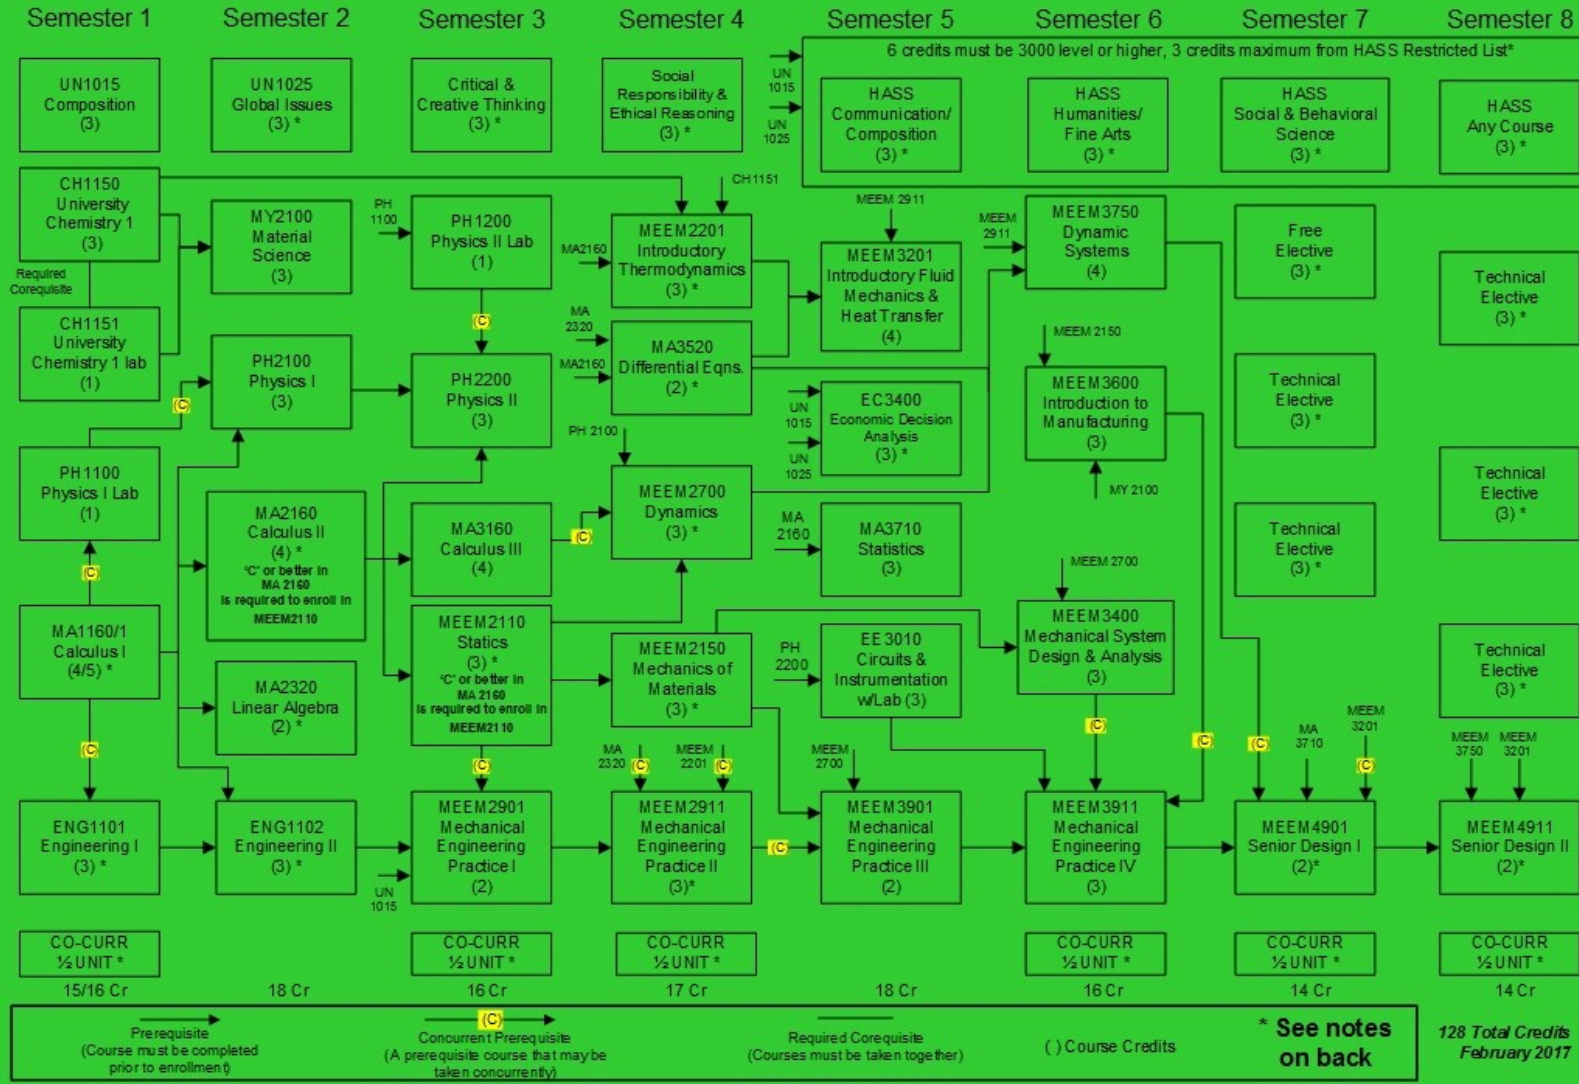 Semester 1
Semester 2
Semester 3
Semester 4
Semester 5
Semester 6
Semester 7
Semester 8
UN1015
Composition
(3)
UN1025
Global Issues
(3) *
Critical &
Creative Thinking
(3) *
Social
Responsibility &
Ethical Reasoning
(3) *
6 credits must be 3000 level or higher, 3 credits maximum from HASS Restricted List*
UN
1015
UN
1025
HASS
Communication/
Composition
(3) *
HASS
Humanities/
Fine Arts
(3) *
HASS
Social & Behavioral
Science
(3) *
HASS
Any Course
(3) *
CH1150
University
Chemistry 1
(3)
Required
Corequisite
CH1151
University
Chemistry 1 lab
(1)
(C)
PH1100
Physics I Lab
(1)
(C)
MA1160/1
Calculus I
(4/5) *
(C)
ENG1101
Engineering I
(3) *
MY2100
Material
Science
(3)
PH2100
Physics I
(3)
MA2160
Calculus II
(4) *
'C' or better in
MA 2160
is required to enroll in
MEEM2110
MA2320
Linear Algebra
(2) *
ENG1102
Engineering II
(3) *
PH
1100
PH1200
Physics II Lab
(1)
(C)
PH2200
Physics II
(3)
MA3160
Calculus III
(4)
(C)
MEEM2110
Statics
(3) *
'C' or better in
MA 2160
is required to enroll in
MEEM2110
(C)
UN
1015
MEEM2901
Mechanical
Engineering
Practice I
(2)
CH1151
MA2160
MEEM2201
Introductory
Thermodynamics
(3) *
MA
2320
MA2160
MA3520
Differential Eqns.
(2) *
PH 2100
MEEM2700
Dynamics
(3) *
MEEM2150
Mechanics of
Materials
(3) *
MA
2320
(C)
MEEM
2201
(C)
MEEM2911
Mechanical
Engineering
Practice II
(3)*
(C)
MEEM 2911
MEEM3201
Introductory Fluid
Mechanics &
Heat Transfer
(4)
UN
1015
UN
1025
EC3400
Economic Decision
Analysis
(3) *
MA
2160
MA3710
Statistics
(3)
PH
2200
EE3010
Circuits &
Instrumentation
w/Lab (3)
MEEM
2700
MEEM3901
Mechanical
Engineering
Practice III
(2)
MEEM
2911
MEEM3750
Dynamic
Systems
(4)
MEEM 2150
MEEM3600
Introduction to
Manufacturing
(3)
MY 2100
MEEM 2700
MEEM3400
Mechanical System
Design & Analysis
(3)
(C)
(C)
MEEM3911
Mechanical
Engineering
Practice IV
(3)
Free
Elective
(3) *
Technical
Elective
(3) *
Technical
Elective
(3) *
(C)
MA
3710
MEEM
3201
(C)
MEEM4901
Senior Design I
(2)*
Technical
Elective
(3) *
Technical
Elective
(3) *
Technical
Elective
(3) *
MEEM
3750
MEEM
3201
MEEM4911
Senior Design II
(2)*
CO-CURR
½ UNIT *
CO-CURR
½ UNIT *
CO-CURR
½ UNIT *
CO-CURR
½ UNIT *
CO-CURR
½ UNIT *
CO-CURR
½ UNIT *
15/16 Cr
18 Cr
16 Cr
17 Cr
18 Cr
16 Cr
14 Cr
14 Cr
Prerequisite
(Course must be completed
prior to enrollment)
(C)
Concurrent Prerequisite
(A prerequisite course that may be
taken concurrently)
Required Corequisite
(Courses must be taken together)
( ) Course Credits
* See notes
on back
128 Total Credits
February 2017